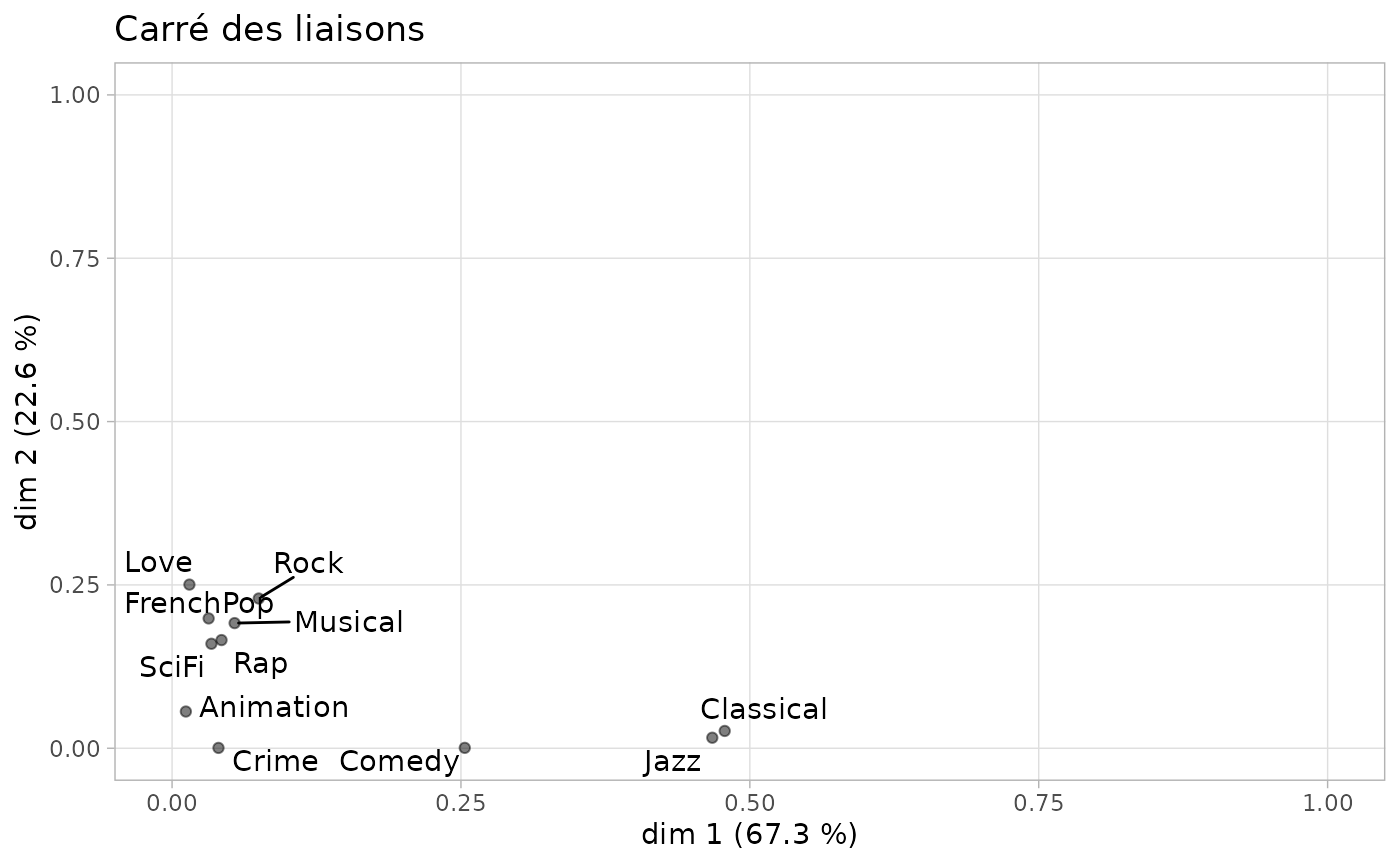 Carré des liaisons
1.00
0.75
0.50
0.25
0.00
dim 2 (22.6 %)
Love
Rock
FrenchPop
Musical
SciFi
Rap
Animation
Classical
Crime
Comedy
Jazz
0.00
0.25
0.50
0.75
1.00
dim 1 (67.3 %)